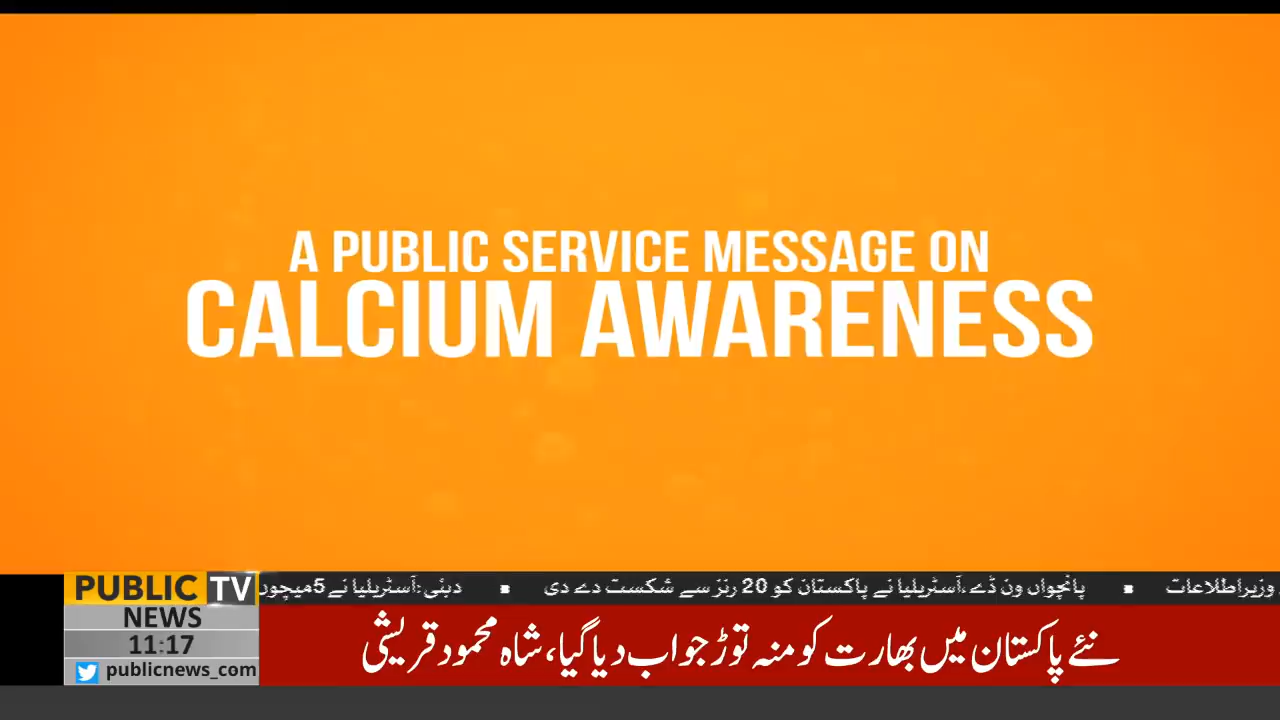 A PUBLIC SERVICE MESSAGE ON
CALCIUM AWARENESS
PUBLIC TV
NEWS
11:17
publicnews_com
وزیراطلاعات ▪ پانچواں ون ڈے،آسٹریلیا نے پاکستان کو 20 رنز سے شکست دے دی ▪ دبئی:آسٹریلیا نے 5میچوں
نئے پاکستان میں بھارت کو منہ توڑ جواب دیا گیا، شاہ محمود قریشی